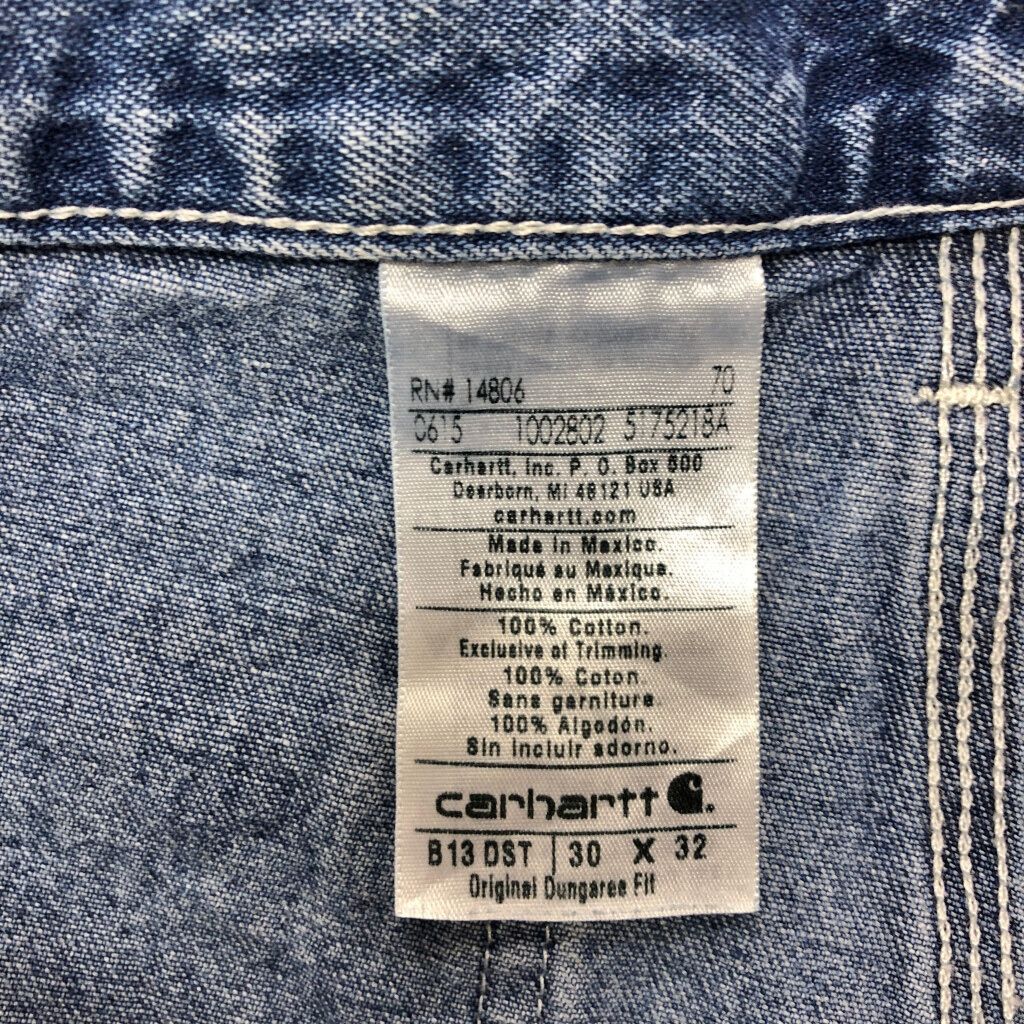 RN# 14806 70
0615 1002802 5175218A
Carhartt, Inc. P. O. Box 600
Dearborn, MI 48121 USA
carhartt.com
Made in Mexico.
Fabriqué au Mexique.
Hecho en México.
100% Cotton.
Exclusive of Trimming.
100% Coton.
Sans garniture.
100% Algodón.
Sin incluir adorno.
carhartt
B13 DST 30 X 32
Original Dungaree Fit